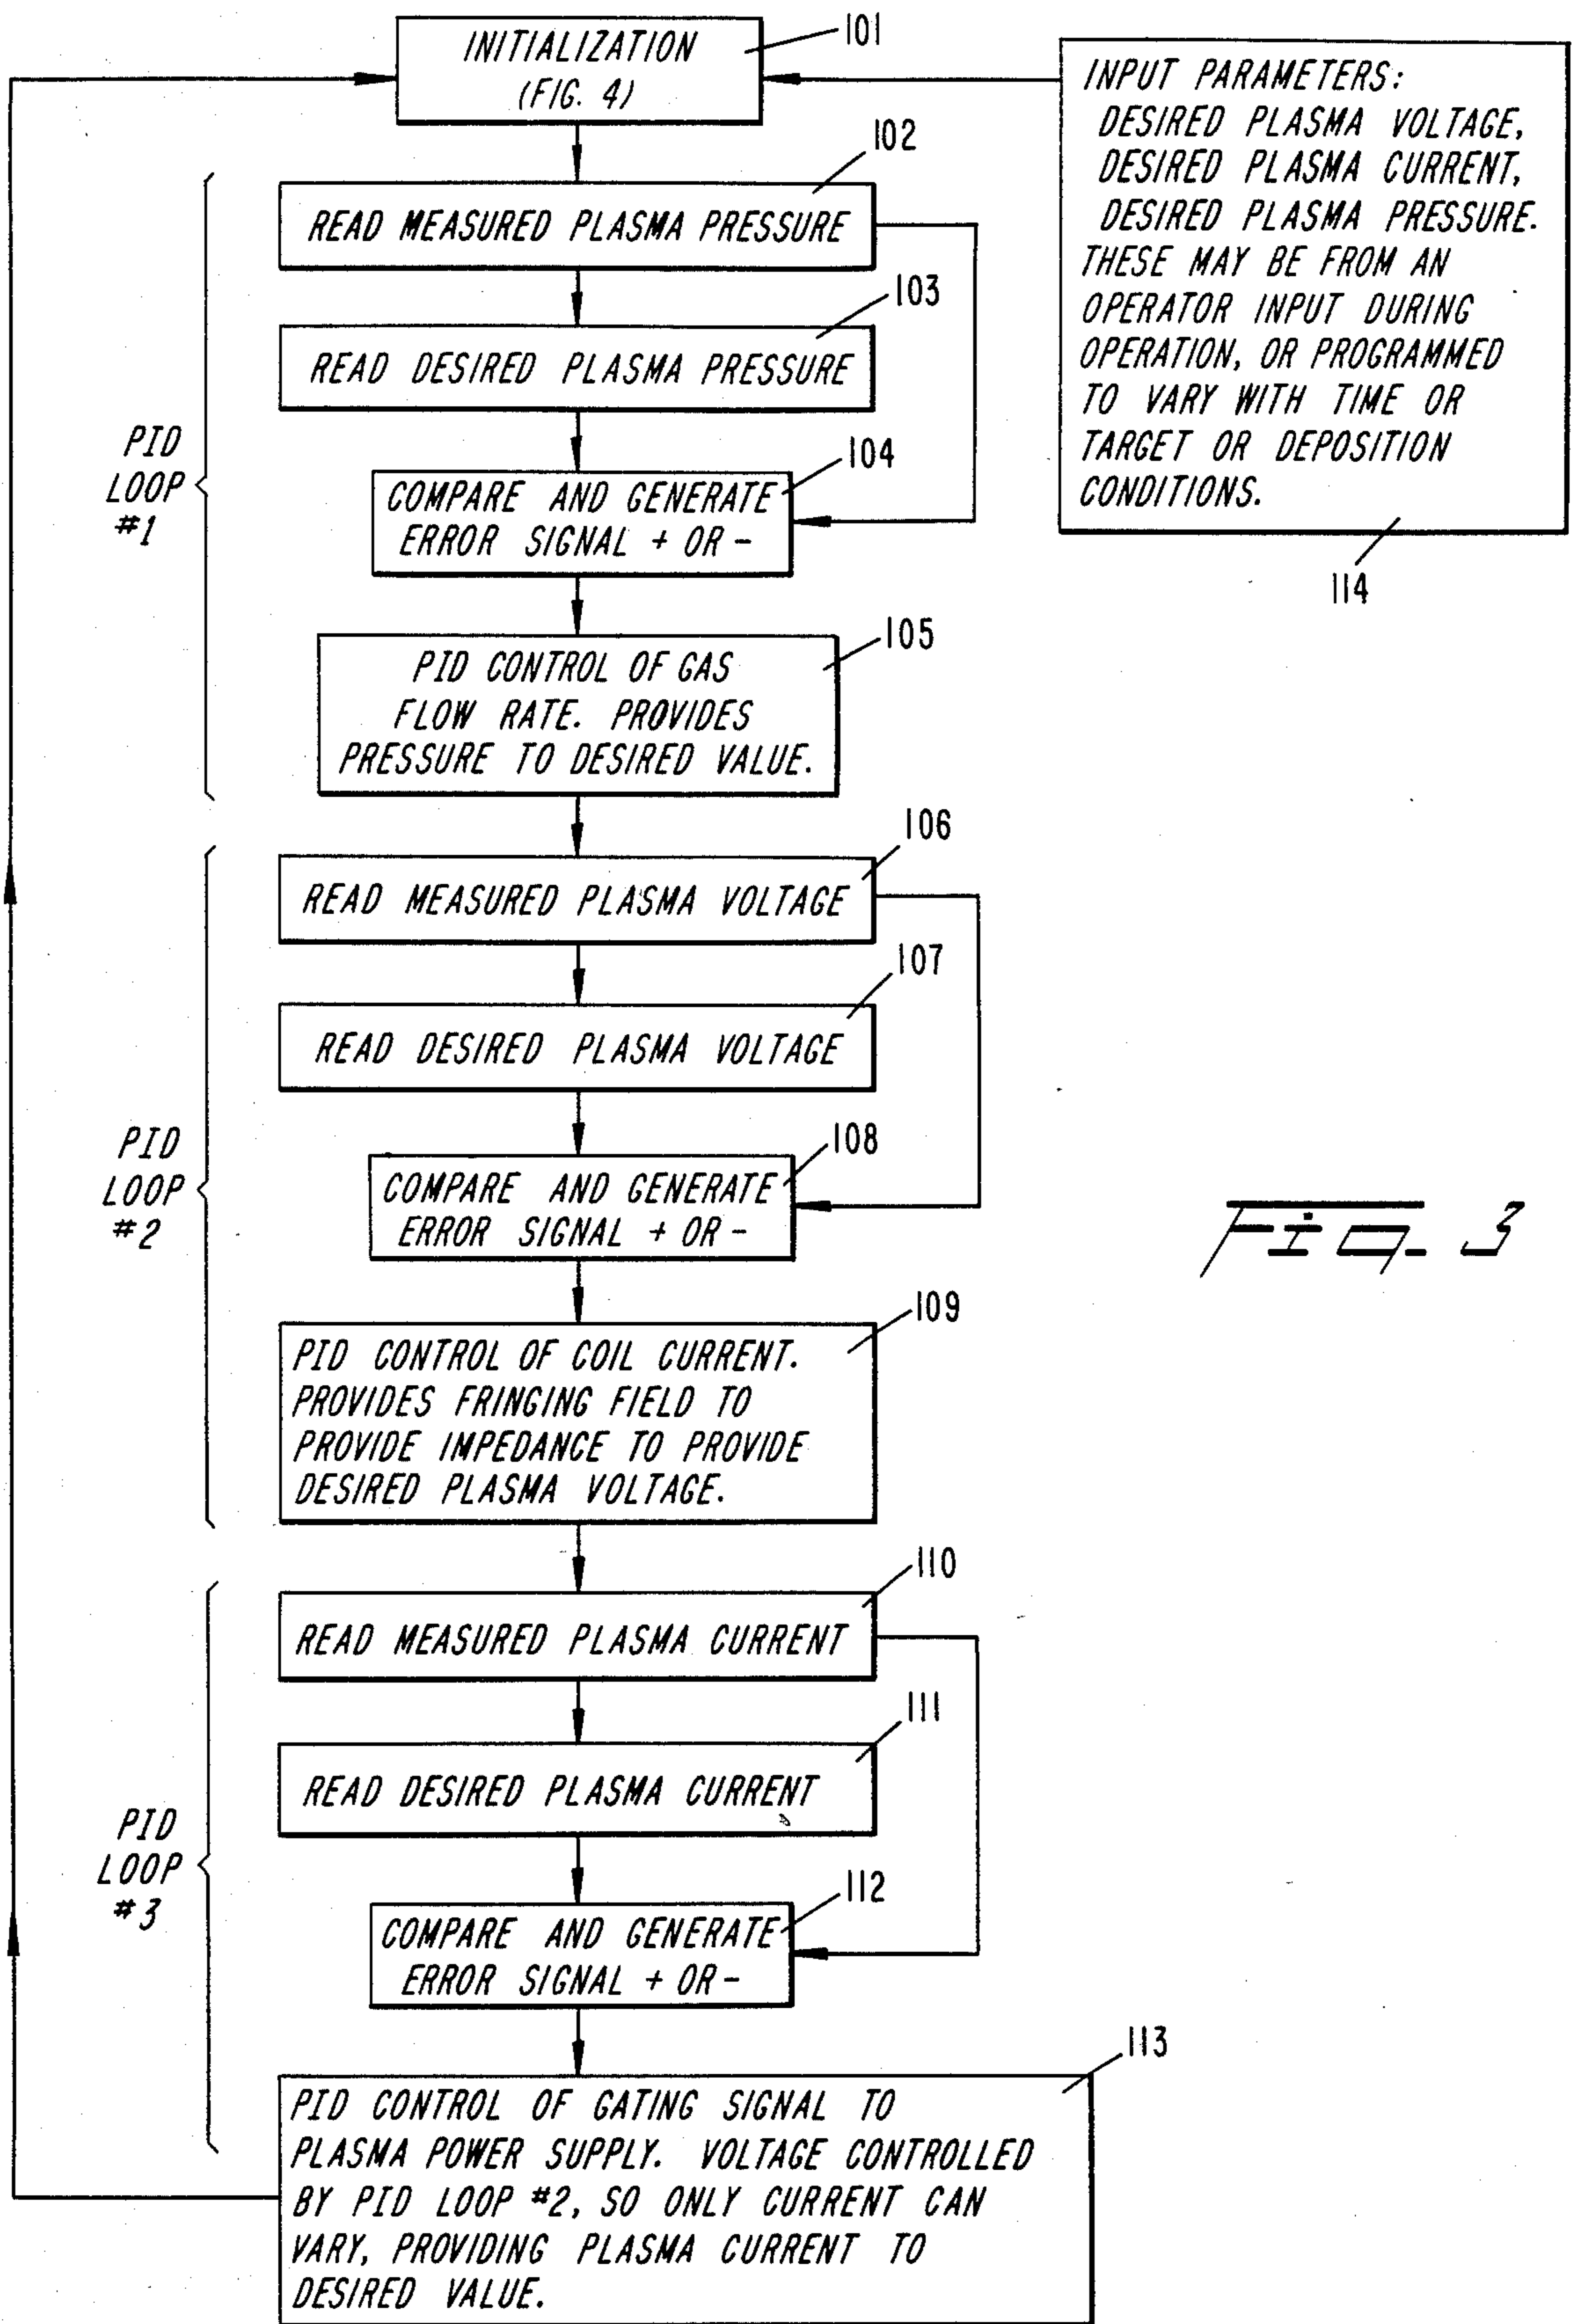 INITIALIZATION
(FIG. 4)
101
INPUT PARAMETERS:
DESIRED PLASMA VOLTAGE,
DESIRED PLASMA CURRENT,
DESIRED PLASMA PRESSURE.
THESE MAY BE FROM AN
OPERATOR INPUT DURING
OPERATION, OR PROGRAMMED
TO VARY WITH TIME OR
TARGET OR DEPOSITION
CONDITIONS.
114
102
READ MEASURED PLASMA PRESSURE
103
READ DESIRED PLASMA PRESSURE
PID
LOOP
#1
104
COMPARE AND GENERATE
ERROR SIGNAL + OR -
105
PID CONTROL OF GAS
FLOW RATE. PROVIDES
PRESSURE TO DESIRED VALUE.
106
READ MEASURED PLASMA VOLTAGE
107
READ DESIRED PLASMA VOLTAGE
PID
LOOP
#2
108
COMPARE AND GENERATE
ERROR SIGNAL + OR -
Fig. 3
109
PID CONTROL OF COIL CURRENT.
PROVIDES FRINGING FIELD TO
PROVIDE IMPEDANCE TO PROVIDE
DESIRED PLASMA VOLTAGE.
110
READ MEASURED PLASMA CURRENT
111
READ DESIRED PLASMA CURRENT
PID
LOOP
#3
112
COMPARE AND GENERATE
ERROR SIGNAL + OR -
113
PID CONTROL OF GATING SIGNAL TO
PLASMA POWER SUPPLY. VOLTAGE CONTROLLED
BY PID LOOP #2, SO ONLY CURRENT CAN
VARY, PROVIDING PLASMA CURRENT TO
DESIRED VALUE.